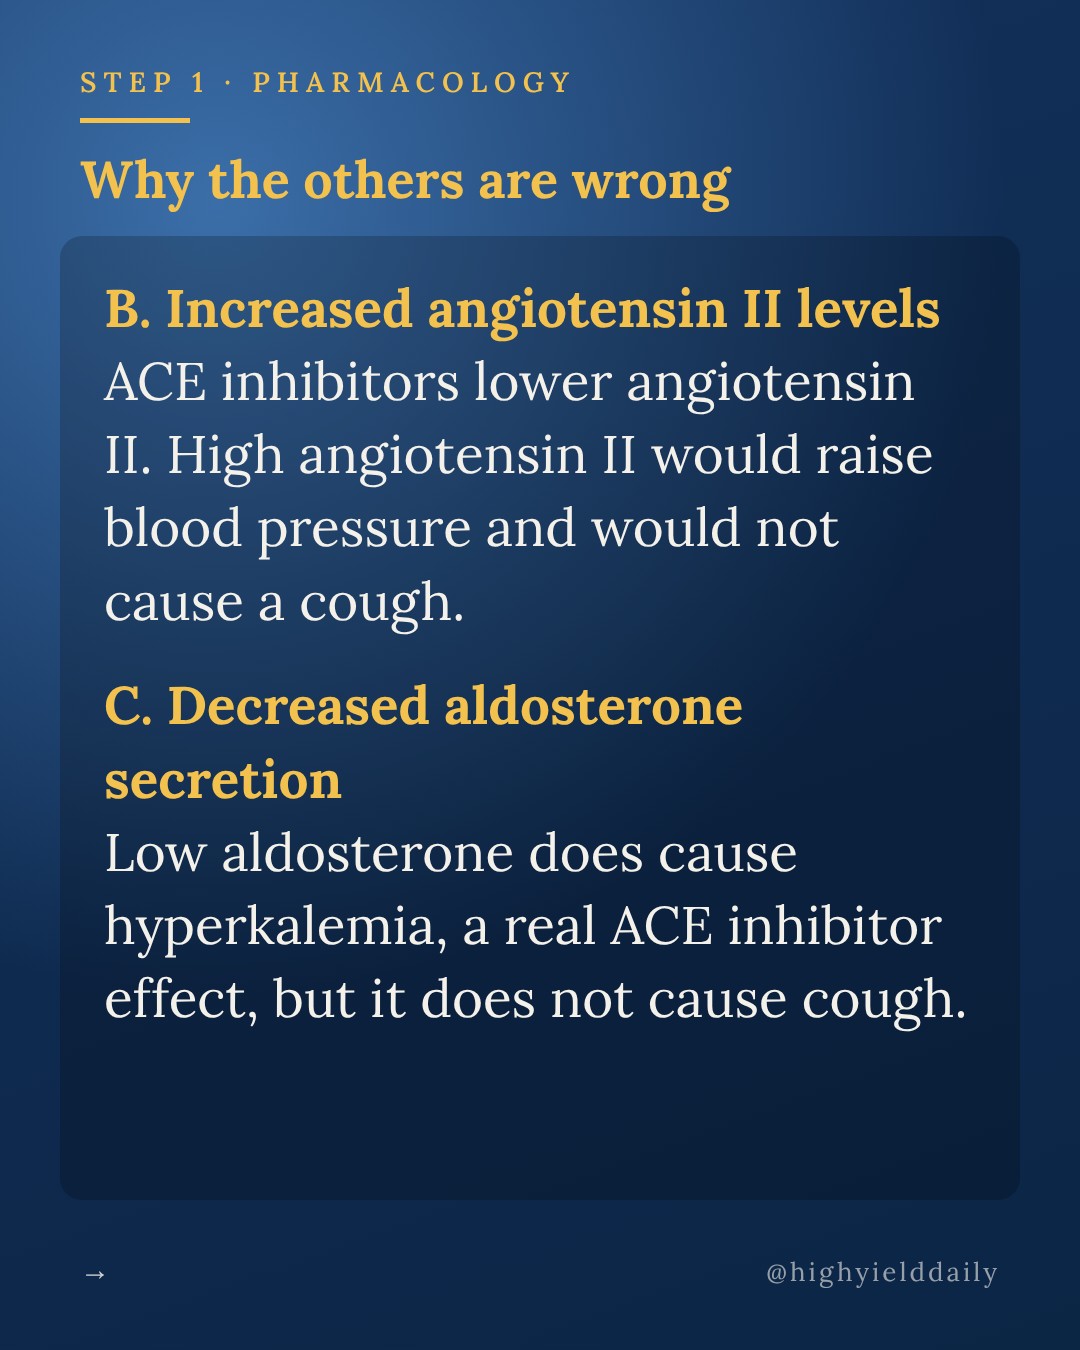 STEP 1 · PHARMACOLOGY
Why the others are wrong
B. Increased angiotensin II levels
ACE inhibitors lower angiotensin
II. High angiotensin II would raise
blood pressure and would not
cause a cough.
C. Decreased aldosterone
secretion
Low aldosterone does cause
hyperkalemia, a real ACE inhibitor
effect, but it does not cause cough.
→
@highyielddaily